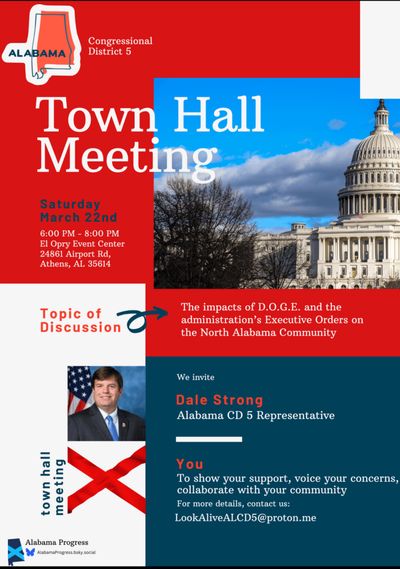 ALABAMA
Congressional
District 5
Town Hall
Meeting
Saturday
March 22nd
6:00 PM - 8:00 PM
El Opry Event Center
24861 Airport Rd,
Athens, AL 35614
Topic of
Discussion
The impacts of D.O.G.E. and the
administration's Executive Orders on
the North Alabama Community
We invite
Dale Strong
Alabama CD 5 Representative
You
To show your support, voice your concerns,
collaborate with your community
For more details, contact us:
LookAliveALCD5@proton.me
town hall
meeting
Alabama Progress
AlabamaProgress.bsky.social